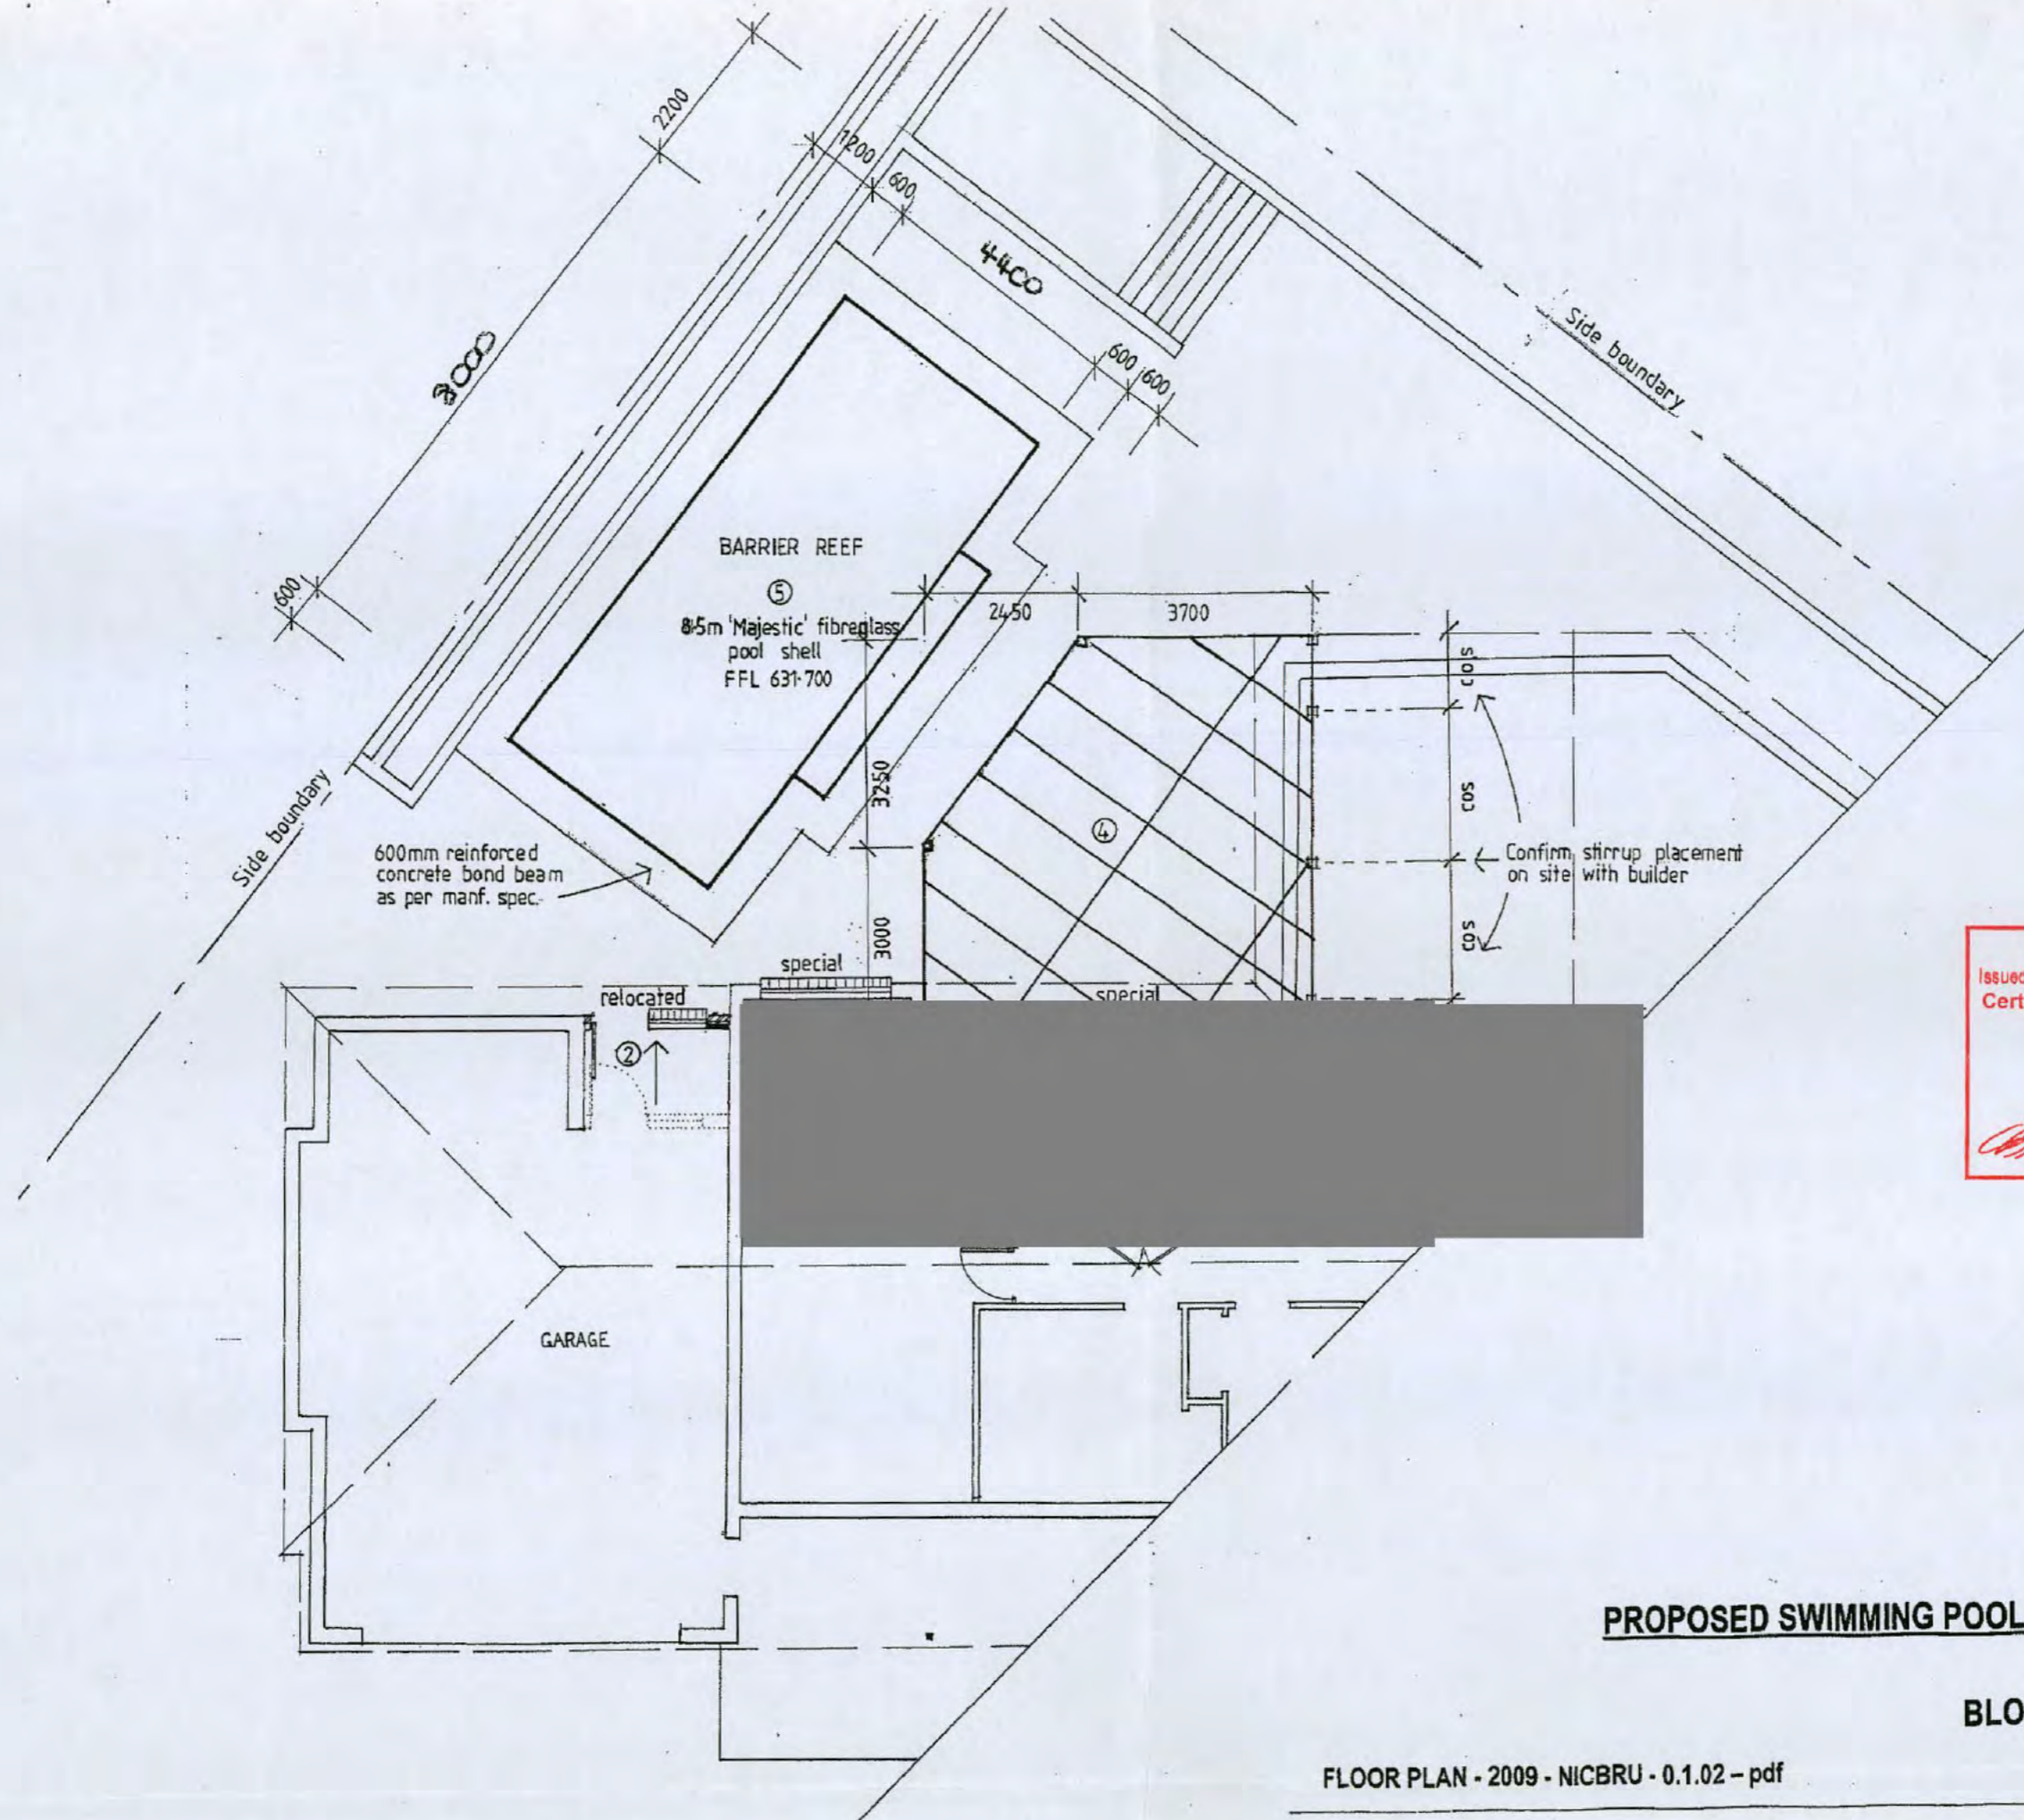 2200
1200
600
4400
600
600
Side boundary
600
BARRIER REEF
5
8·5m 'Majestic' fibreglass
pool shell
FFL 631·700
2450
3700
COS
3250
4
COS
Confirm stirrup placement
on site with builder
COS
Side boundary
600mm reinforced
concrete bond beam
as per manf. spec.
3000
special
relocated
special
2
Issued
Cert
GARAGE
PROPOSED SWIMMING POOL
BLO
FLOOR PLAN - 2009 - NICBRU - 0.1.02 – pdf